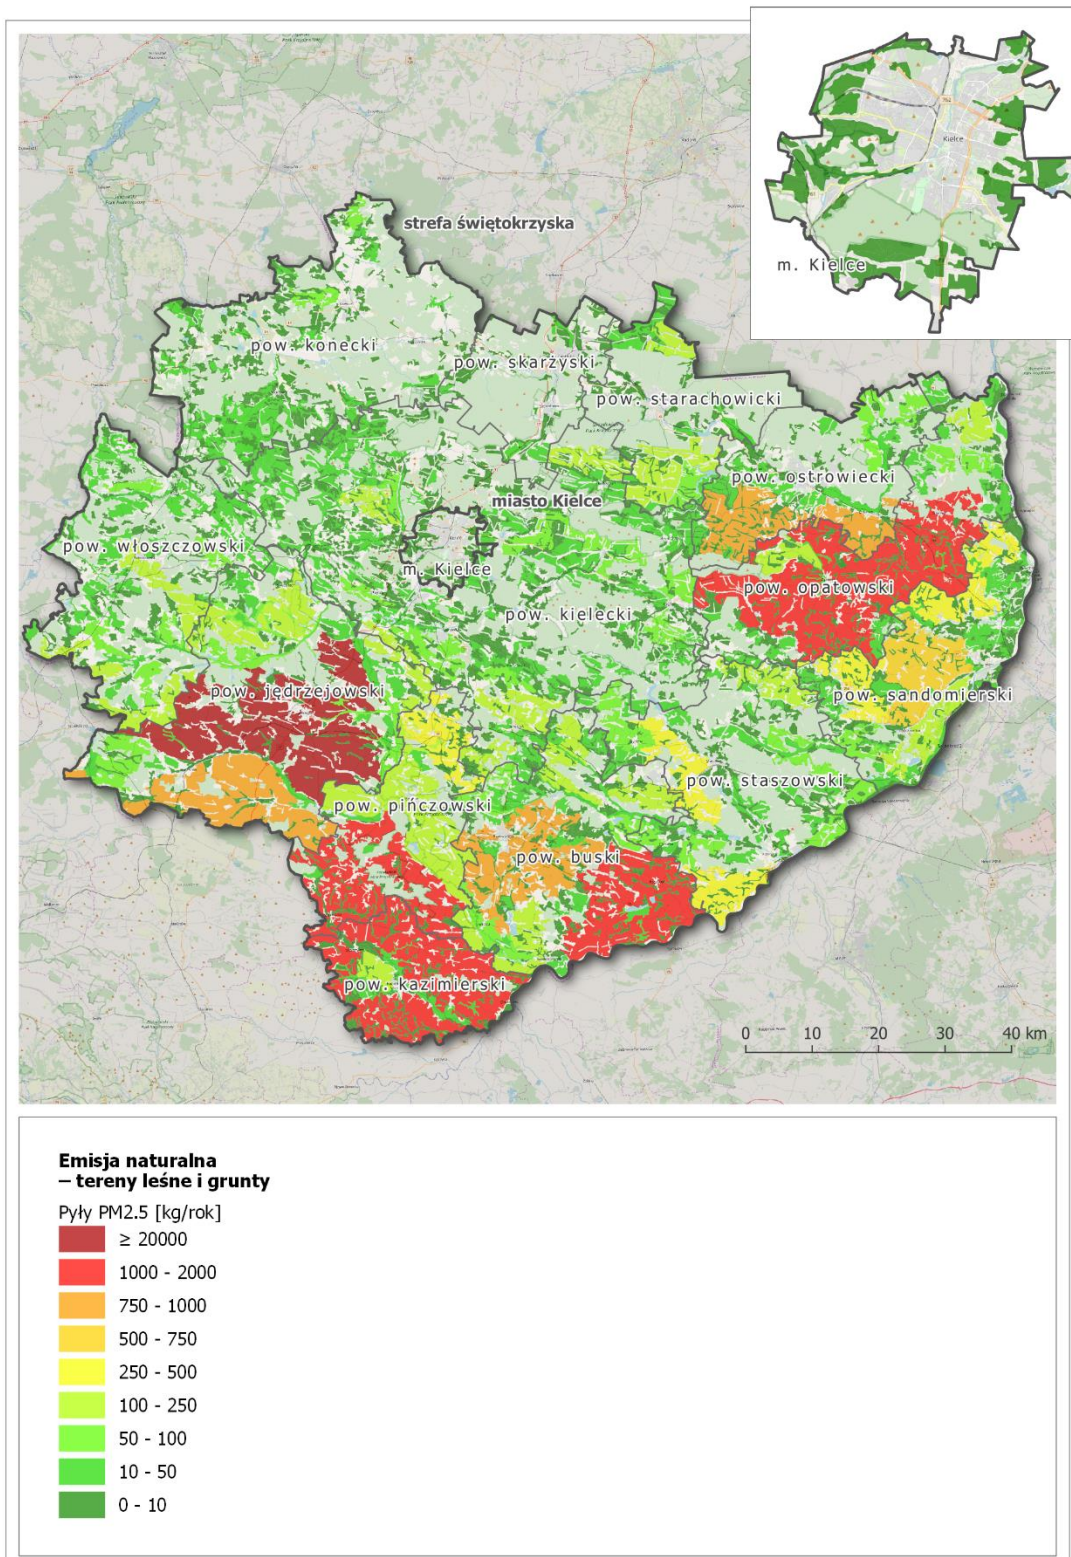 752
Kielce
m. Kielce
strefa świętokrzyska
pow. konecki
pow. skarżyski
pow. starachowicki
pow. ostrowiecki
miasto Kielce
pow. włoszczowski
m. Kielce
pow. opatowski
pow. kielecki
pow. jędrzejowski
pow. sandomierski
pow. staszowski
pow. pińczowski
pow. buski
pow. kazimierski
0 10 20 30 40 km
Emisja naturalna
– tereny leśne i grunty
Pyły PM2.5 [kg/rok]
≥ 20000
1000 - 2000
750 - 1000
500 - 750
250 - 500
100 - 250
50 - 100
10 - 50
0 - 10